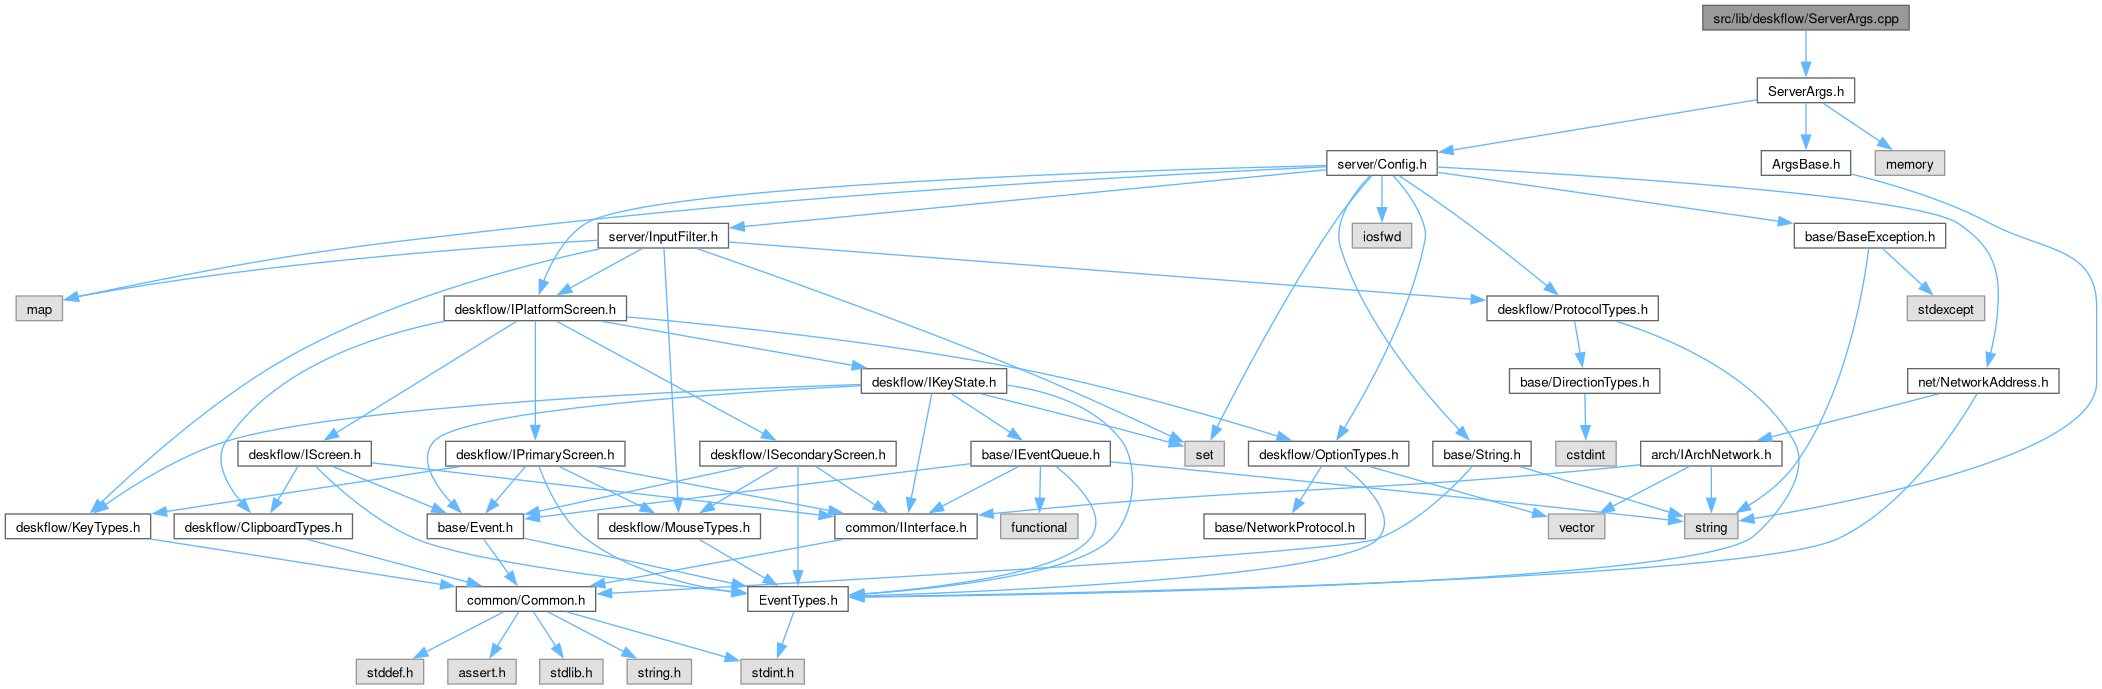 src/lib/deskflow/ServerArgs.cpp
ServerArgs.h
server/Config.h
ArgsBase.h
memory
server/InputFilter.h
iosfwd
base/BaseException.h
map
deskflow/IPlatformScreen.h
deskflow/ProtocolTypes.h
stdexcept
deskflow/IKeyState.h
base/DirectionTypes.h
net/NetworkAddress.h
deskflow/IScreen.h
deskflow/IPrimaryScreen.h
deskflow/ISecondaryScreen.h
base/IEventQueue.h
set
deskflow/OptionTypes.h
base/String.h
cstdint
arch/IArchNetwork.h
deskflow/KeyTypes.h
deskflow/ClipboardTypes.h
base/Event.h
deskflow/MouseTypes.h
common/IInterface.h
functional
base/NetworkProtocol.h
vector
string
common/Common.h
EventTypes.h
stddef.h
assert.h
stdlib.h
string.h
stdint.h